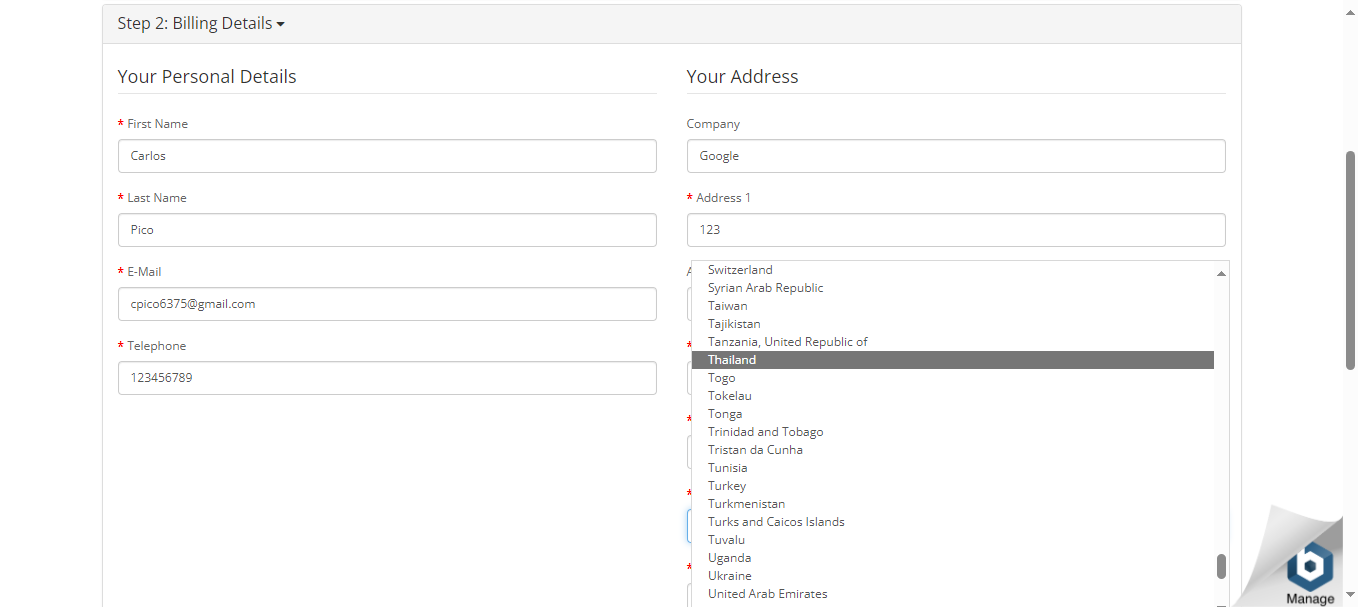 Step 2: Billing Details
Your Personal Details
* First Name
Carlos
* Last Name
Pico
* E-Mail
cpico6375@gmail.com
* Telephone
123456789
Your Address
Company
Google
* Address 1
123
Switzerland
Syrian Arab Republic
Taiwan
Tajikistan
Tanzania, United Republic of
Thailand
Togo
Tokelau
Tonga
Trinidad and Tobago
Tristan da Cunha
Tunisia
Turkey
Turkmenistan
Turks and Caicos Islands
Tuvalu
Uganda
Ukraine
United Arab Emirates
b
Manage